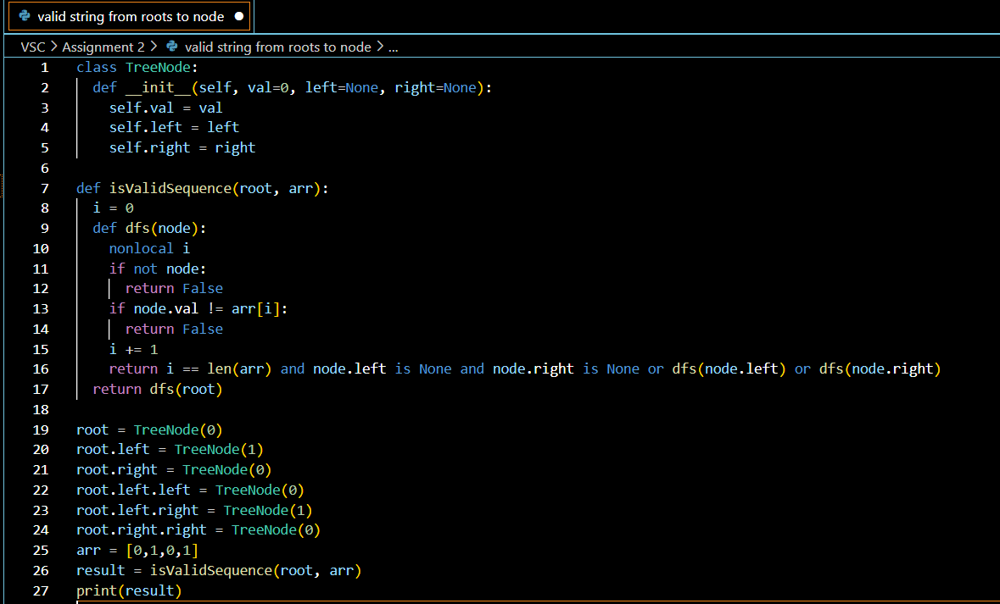 valid string from roots to node
VSC > Assignment 2 > valid string from roots to node > ...
1 class TreeNode:
2   def __init__(self, val=0, left=None, right=None):
3     self.val = val
4     self.left = left
5     self.right = right
6
7 def isValidSequence(root, arr):
8   i = 0
9   def dfs(node):
10     nonlocal i
11     if not node:
12       return False
13     if node.val != arr[i]:
14       return False
15     i += 1
16     return i == len(arr) and node.left is None and node.right is None or dfs(node.left) or dfs(node.right)
17   return dfs(root)
18
19 root = TreeNode(0)
20 root.left = TreeNode(1)
21 root.right = TreeNode(0)
22 root.left.left = TreeNode(0)
23 root.left.right = TreeNode(1)
24 root.right.right = TreeNode(0)
25 arr = [0,1,0,1]
26 result = isValidSequence(root, arr)
27 print(result)